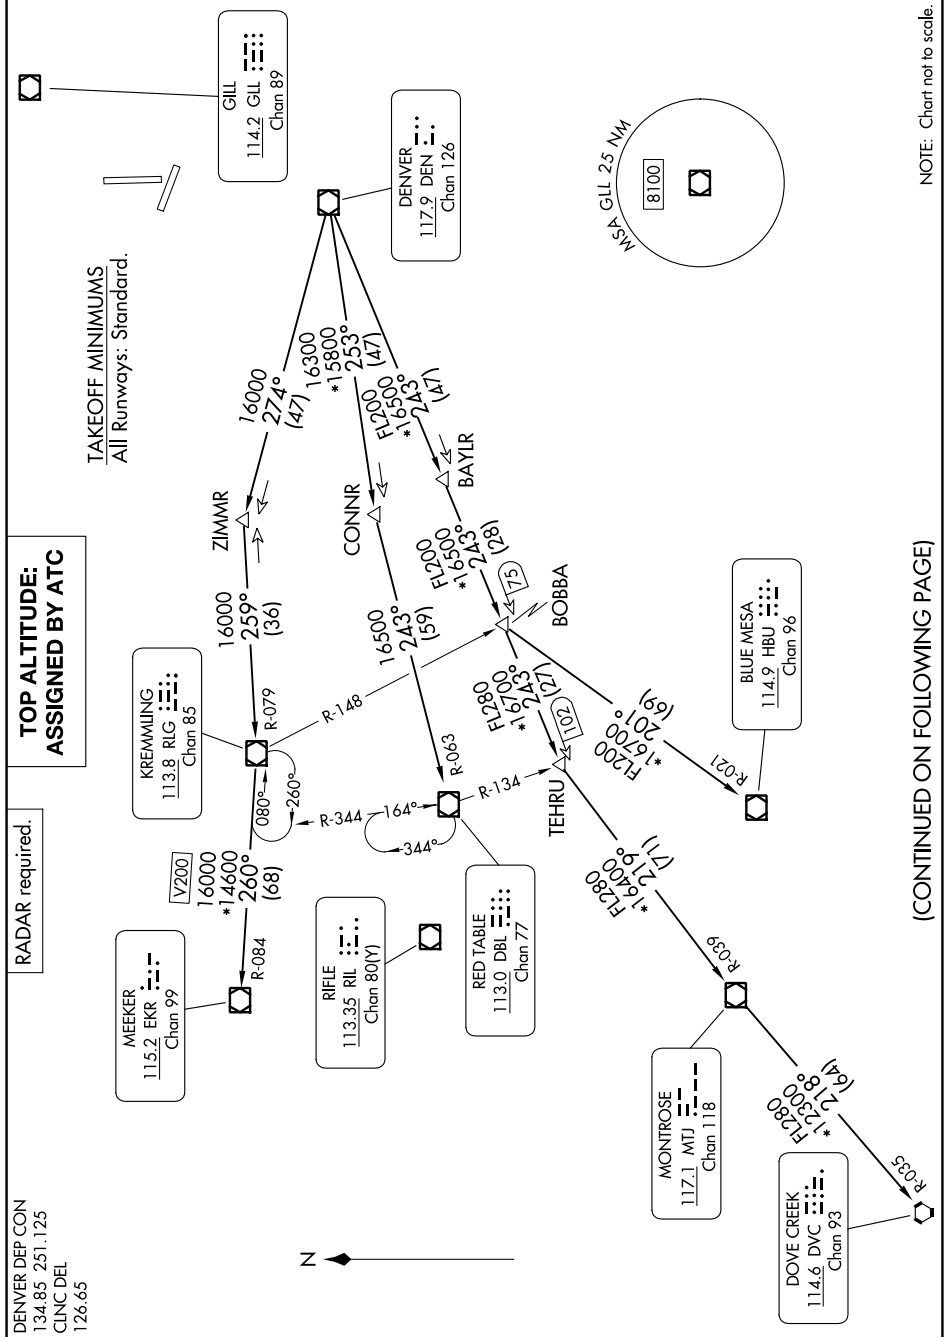 DENVER DEP CON
134.85 251.125
CLNC DEL
126.65
RADAR required.
TOP ALTITUDE:
ASSIGNED BY ATC
TAKEOFF MINIMUMS
All Runways: Standard.
GILL
114.2 GLL
Chan 89
MEEKER
115.2 EKR
Chan 99
KREMMLING
113.8 RLG
Chan 85
DENVER
117.9 DEN
Chan 126
V200
16000
*14600
260°
(68)
R-084
080°
260°
R-079
16000
259°
(36)
ZIMMR
16000
274°
(47)
16300
*15800
253°
(47)
FL200
*16500
243°
(47)
CONNR
BAYLR
R-148
R-344
164°
344°
16500
243°
(59)
R-063
R-134
FL200
*16500
243°
(28)
75
BOBBA
FL280
*16700
243°
(27)
102
TEHRU
RIFLE
113.35 RIL
Chan 80(Y)
RED TABLE
113.0 DBL
Chan 77
FL200
*16700
201°
(69)
R-021
BLUE MESA
114.9 HBU
Chan 96
FL280
*16400
219°
(71)
R-039
MONTROSE
117.1 MTJ
Chan 118
FL280
*12300
218°
(64)
R-035
DOVE CREEK
114.6 DVC
Chan 93
N
MSA GLL 25 NM
8100
(CONTINUED ON FOLLOWING PAGE)
NOTE: Chart not to scale.